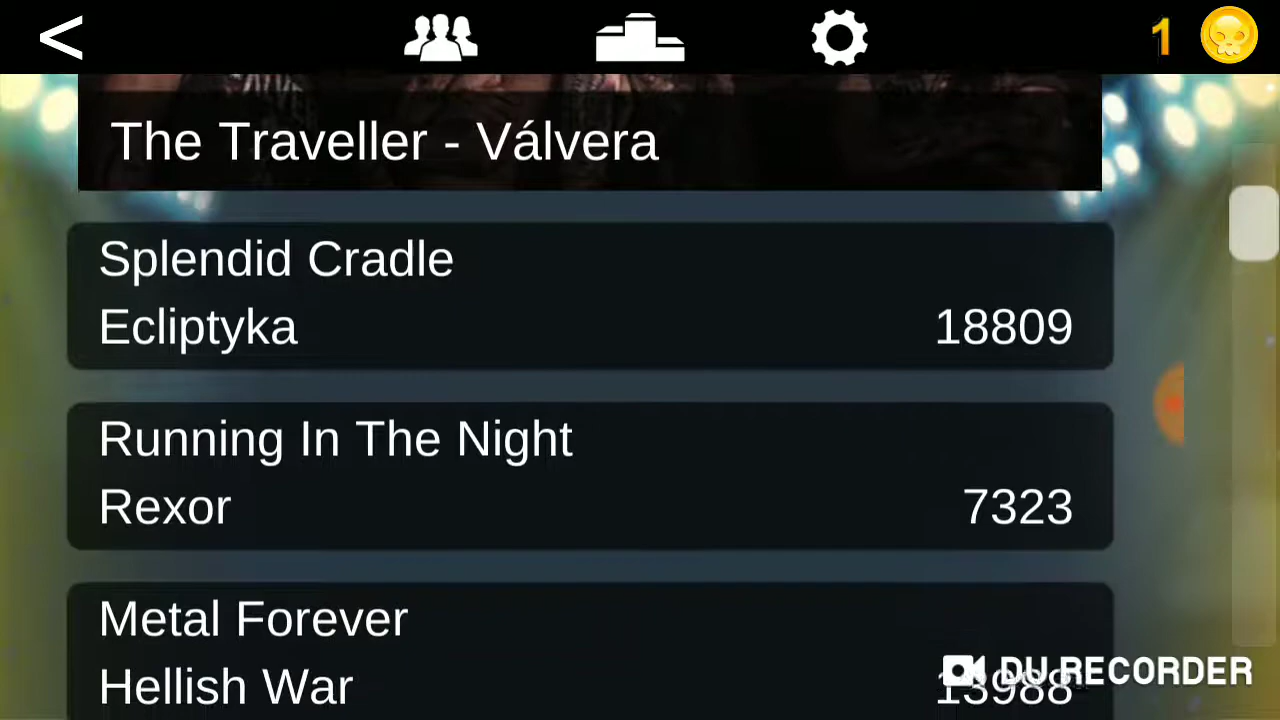 1
The Traveller - Válvera
Splendid Cradle
Ecliptyka 18809
Running In The Night
Rexor 7323
Metal Forever
Hellish War 13988
DU RECORDER